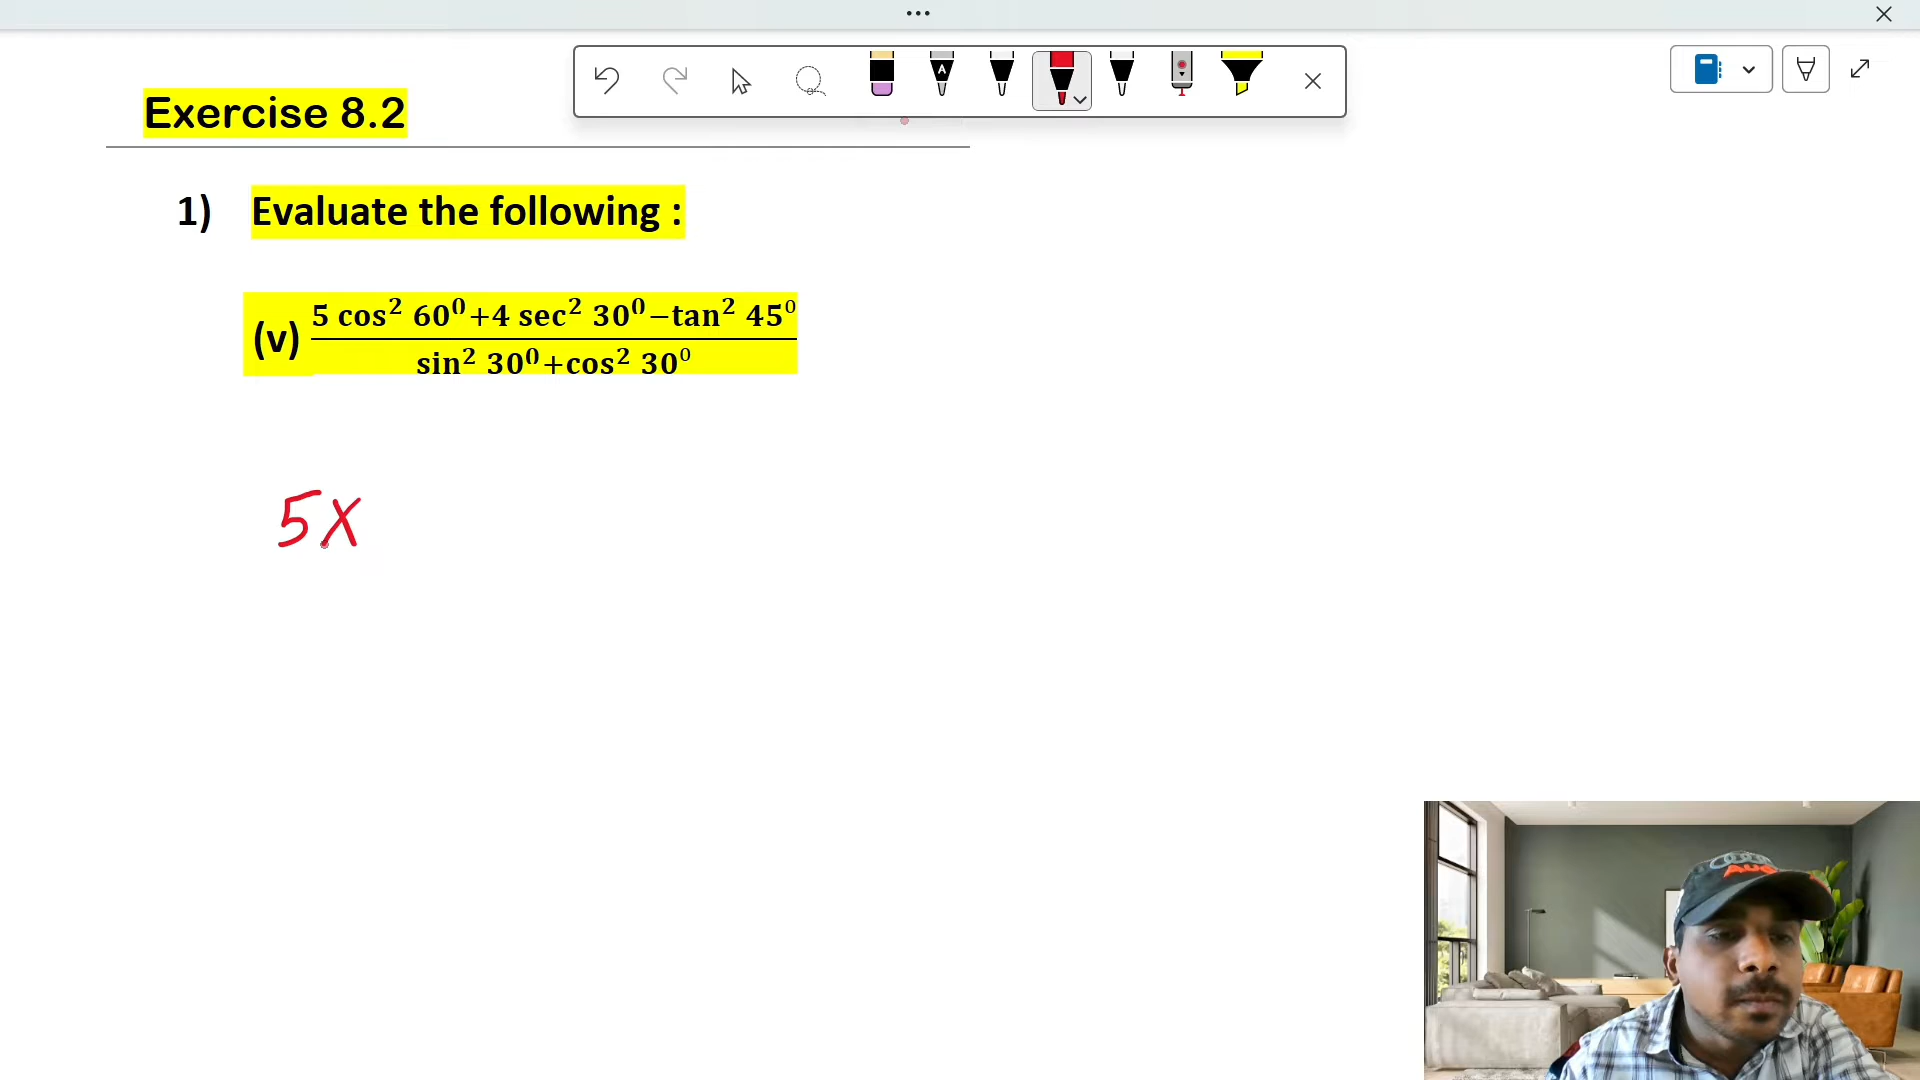 Exercise 8.2
1) Evaluate the following :
(v) 5 cos² 60⁰+4 sec² 30⁰−tan² 45⁰
sin² 30⁰+cos² 30⁰
5X
A
AUDI